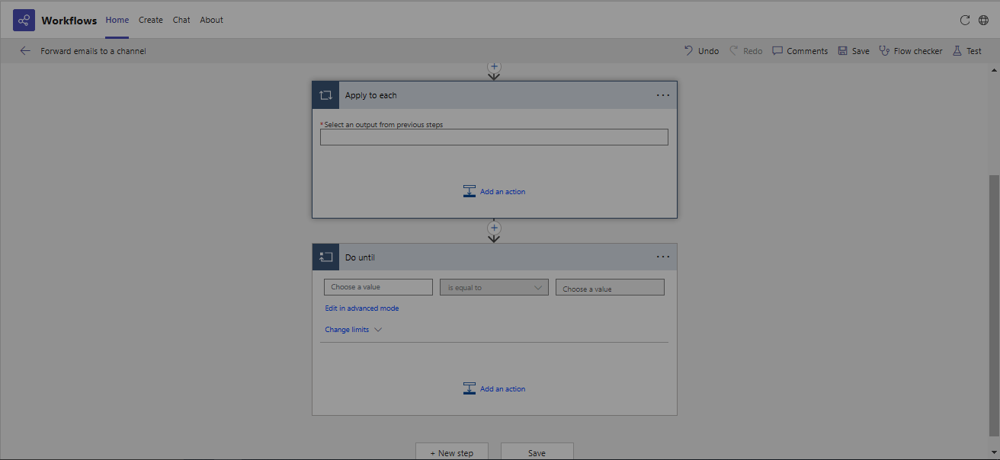 Workflows Home Create Chat About
Forward emails to a channel Undo Redo Comments Save Flow checker Test
Apply to each
* Select an output from previous steps
Add an action
Do until
Choose a value is equal to Choose a value
Edit in advanced mode
Change limits
Add an action
+ New step Save